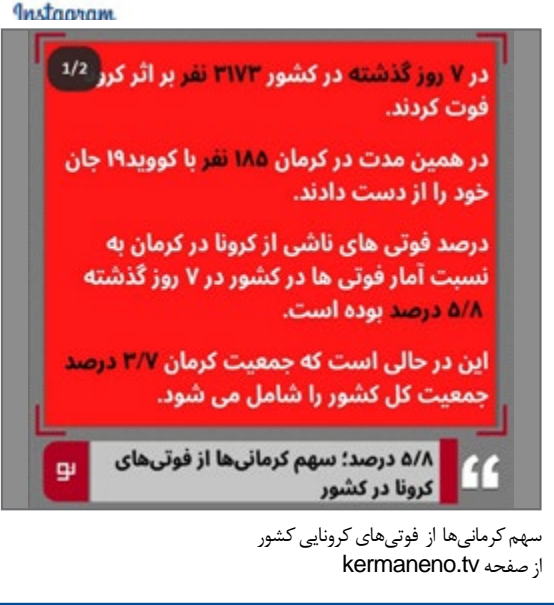 Instagram
1/2
در ۷ روز گذشته در کشور ۳۱۷۳ نفر بر اثر کرو
فوت کردند.
در همین مدت در کرمان ۱۸۵ نفر با کووید۱۹ جان
خود را از دست دادند.
درصد فوتی های ناشی از کرونا در کرمان به
نسبت آمار فوتی ها در کشور در ۷ روز گذشته
۵/۸ درصد بوده است.
این در حالی است که جمعیت کرمان ۳/۷ درصد
جمعیت کل کشور را شامل می شود.
۵/۸ درصد؛ سهم کرمانی‌ها از فوتی‌های
کرونا در کشور
نو
سهم کرمانی‌ها از فوتی‌های کرونایی کشور
از صفحه kermaneno.tv